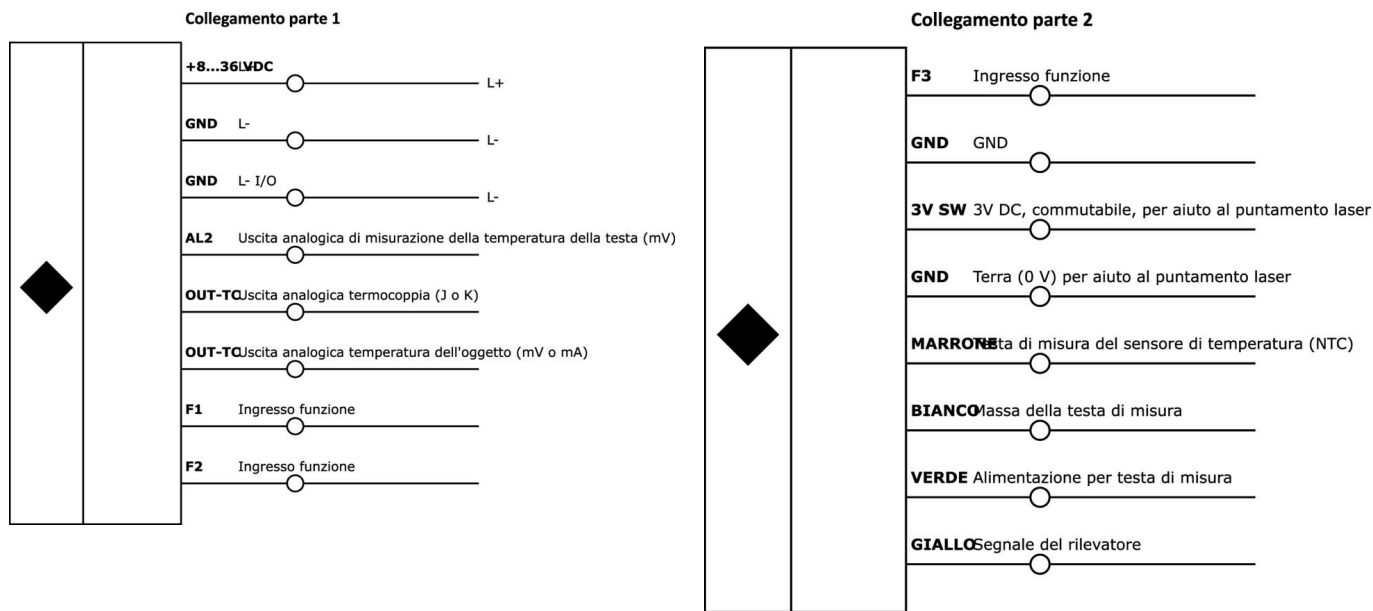 Collegamento parte 1
+8...36 VDC L+
L+
GND L-
L-
GND L- I/O
L-
AL2 Uscita analogica di misurazione della temperatura della testa (mV)
OUT-TC Uscita analogica termocoppia (J o K)
OUT-TC Uscita analogica temperatura dell'oggetto (mV o mA)
F1 Ingresso funzione
F2 Ingresso funzione
Collegamento parte 2
F3 Ingresso funzione
GND GND
3V SW 3V DC, commutabile, per aiuto al puntamento laser
GND Terra (0 V) per aiuto al puntamento laser
MARRONE Testa di misura del sensore di temperatura (NTC)
BIANCO Massa della testa di misura
VERDE Alimentazione per testa di misura
GIALLO Segnale del rilevatore